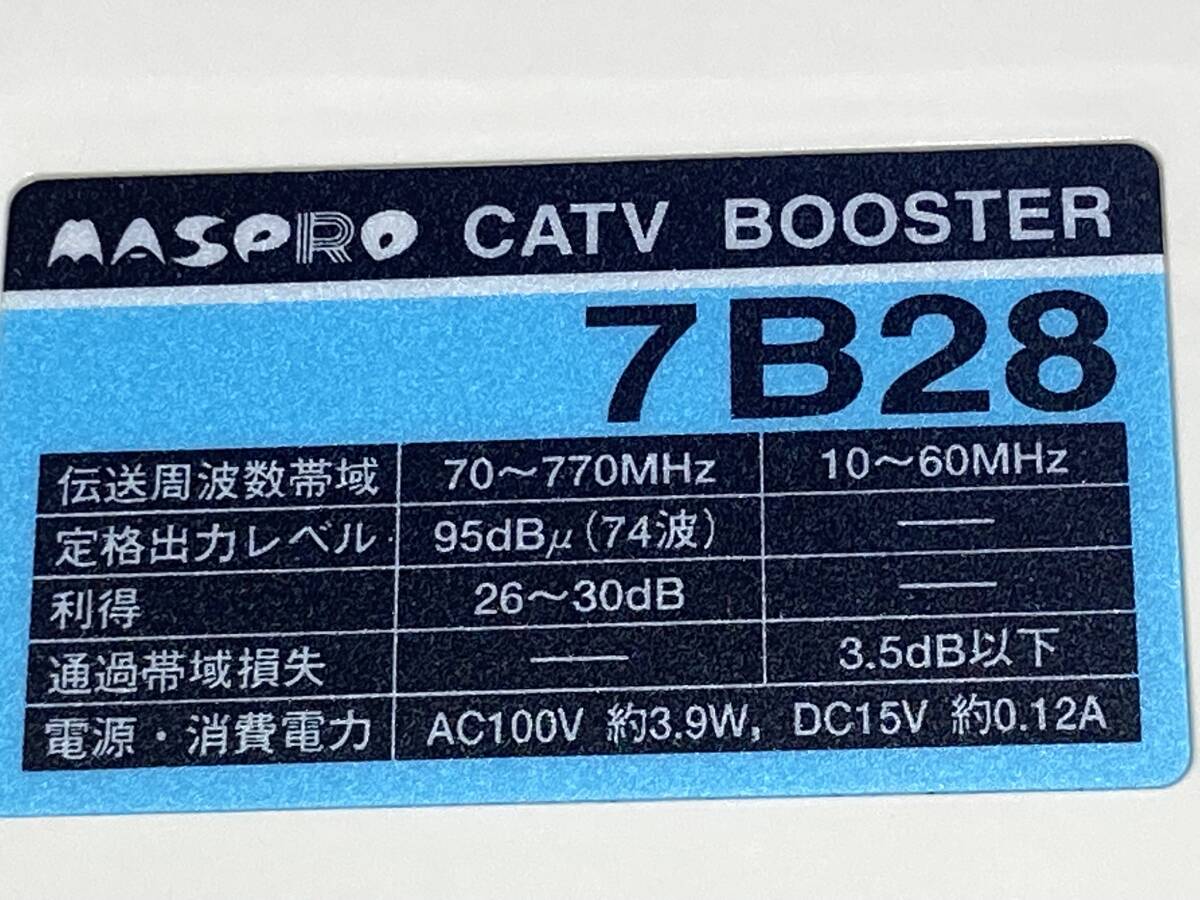 MASPRO CATV BOOSTER
7B28
伝送周波数帯域 70〜770MHz 10〜60MHz
定格出力レベル 95dBμ(74波) ——
利得 26〜30dB ——
通過帯域損失 —— 3.5dB以下
電源・消費電力 AC100V 約3.9W, DC15V 約0.12A